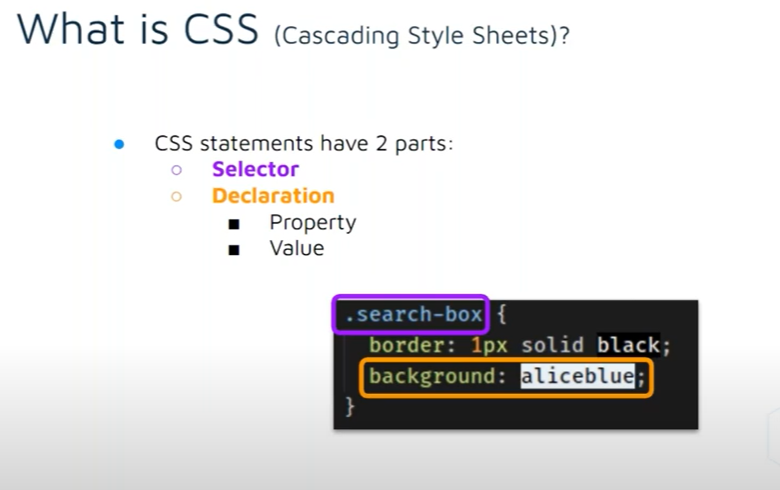 What is CSS (Cascading Style Sheets)?
CSS statements have 2 parts:
Selector
Declaration
Property
Value
.search-box {
border: 1px solid black;
background: aliceblue;
}